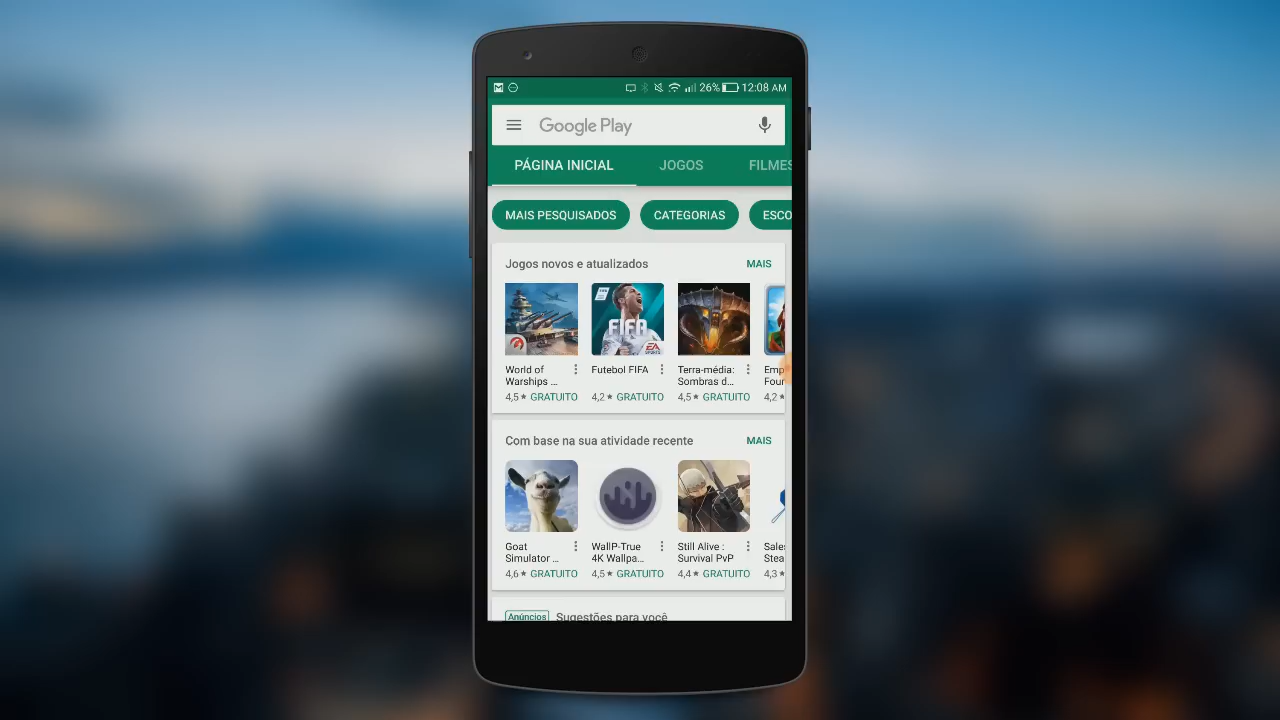 26% 12:08 AM
Google Play
PÁGINA INICIAL JOGOS FILMES
MAIS PESQUISADOS CATEGORIAS ESCO
Jogos novos e atualizados MAIS
FIFA
EA
SPORTS
World of Warships ...
4,5★ GRATUITO
Futebol FIFA
4,2★ GRATUITO
Terra-média: Sombras d...
4,5★ GRATUITO
Emp
Four
4,2★
Com base na sua atividade recente MAIS
Goat
Simulator ...
4,6★ GRATUITO
WallP-True
4K Wallpa...
4,5★ GRATUITO
Still Alive :
Survival PvP
4,4★ GRATUITO
Sales
Stea
4,3★
Anúncios Sugestões para você